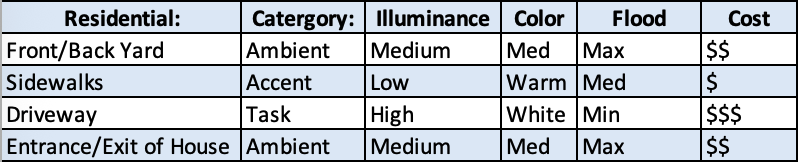 Residential: Catergory: Illuminance Color Flood Cost
Front/Back Yard Ambient Medium Med Max $$
Sidewalks Accent Low Warm Med $
Driveway Task High White Min $$$
Entrance/Exit of House Ambient Medium Med Max $$